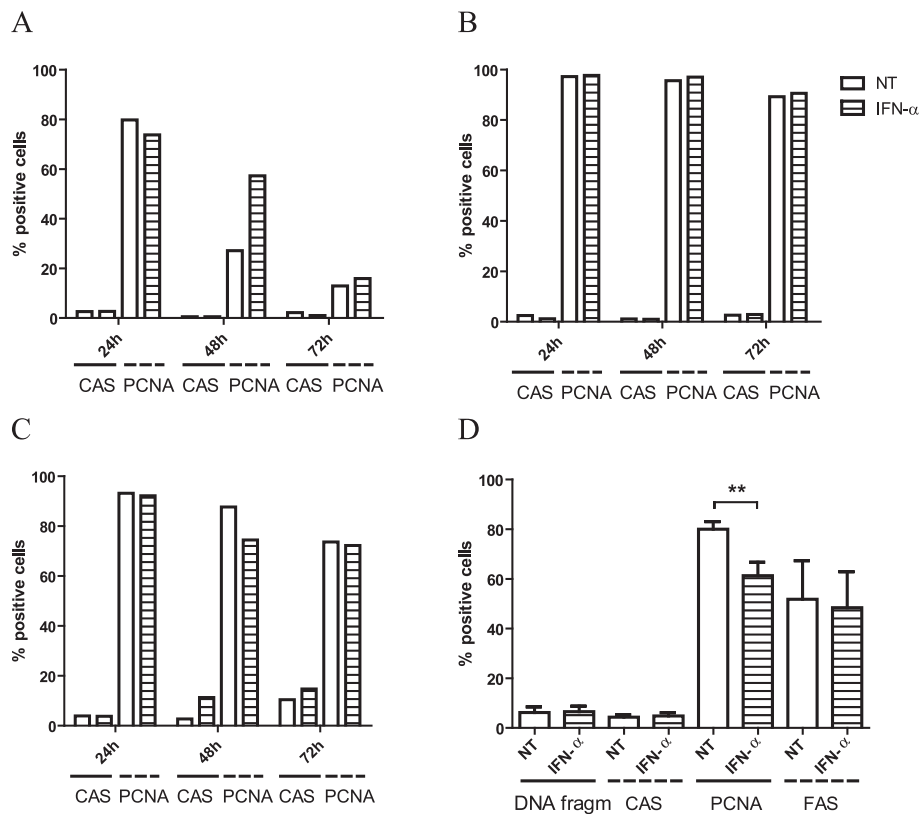 A
% positive cells
100
80
60
40
20
0
24h
48h
72h
CAS PCNA CAS PCNA CAS PCNA
B
% positive cells
100
80
60
40
20
0
24h
48h
72h
CAS PCNA CAS PCNA CAS PCNA
NT
IFN-α
C
% positive cells
100
80
60
40
20
0
24h
48h
72h
CAS PCNA CAS PCNA CAS PCNA
D
% positive cells
100
80
60
40
20
0
**
NT IFN-α NT IFN-α NT IFN-α NT IFN-α
DNA fragm CAS PCNA FAS